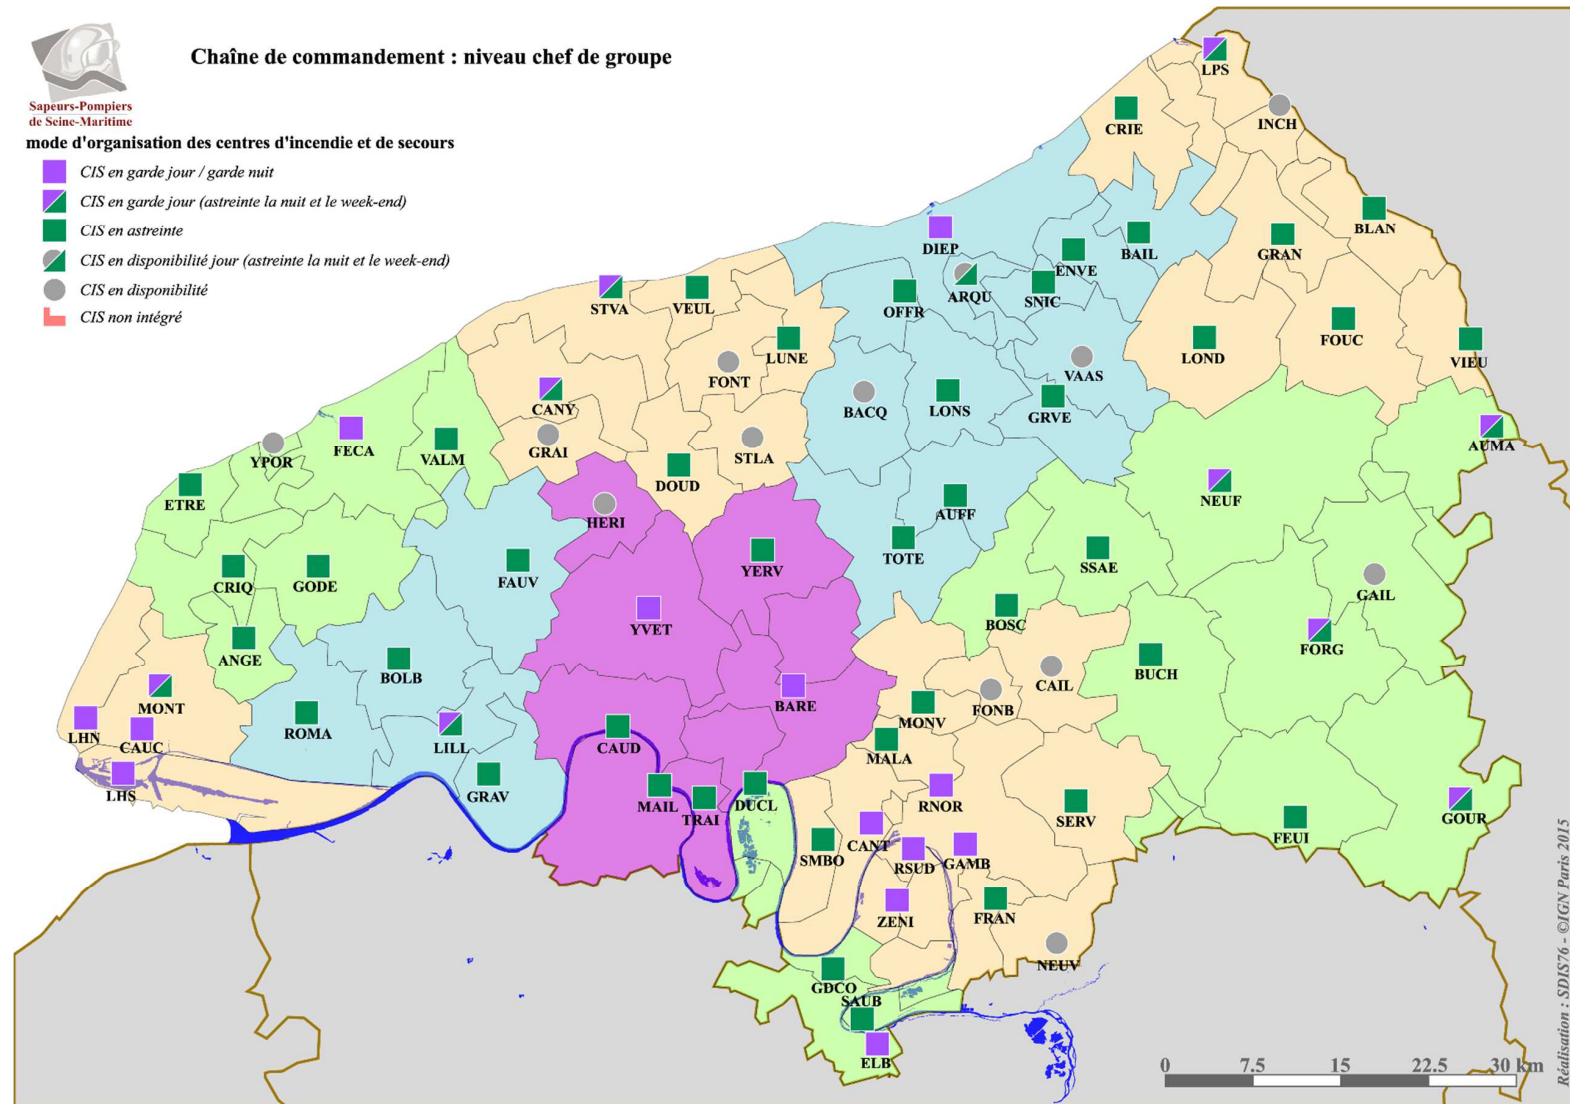 Chaîne de commandement : niveau chef de groupe
Sapeurs-Pompiers
de Seine-Maritime
mode d'organisation des centres d'incendie et de secours
CIS en garde jour / garde nuit
CIS en garde jour (astreinte la nuit et le week-end)
CIS en astreinte
CIS en disponibilité jour (astreinte la nuit et le week-end)
CIS en disponibilité
CIS non intégré
LPS
INCH
CRIE
BLAN
DIEP
BAIL
GRAN
ENVE
ARQU
SNIC
STVA
VEUL
OFFR
LUNE
LOND
FOUC
VIEU
FONT
VAAS
CANY
BACQ
LONS
GRVE
GRAI
STLA
AUMA
YPOR
FECA
VALM
DOUD
NEUF
ETRE
HERI
AUFF
TOTE
YERV
SSAE
CRIQ
GODE
FAUV
GAIL
YVET
BOSC
FORG
ANGE
BOLB
CAIL
BUCH
MONT
BARE
MONV
FONB
LHN
CAUC
ROMA
LILL
CAUD
MALA
LHS
GRAV
MAIL
TRAI
DUCL
RNOR
SERV
GOUR
SMBO
CANT
RSUD
GAMB
FEUI
ZENI
FRAN
NEUV
GDCO
SAUB
ELB
0 7.5 15 22.5 30 km
Réalisation : SDIS76 - ©IGN Paris 2015